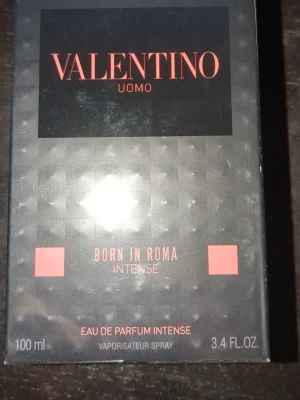 VALENTINO
UOMO
BORN IN ROMA
INTENSE
EAU DE PARFUM INTENSE
100 ml VAPORISATEUR SPRAY 3.4 FL.OZ.